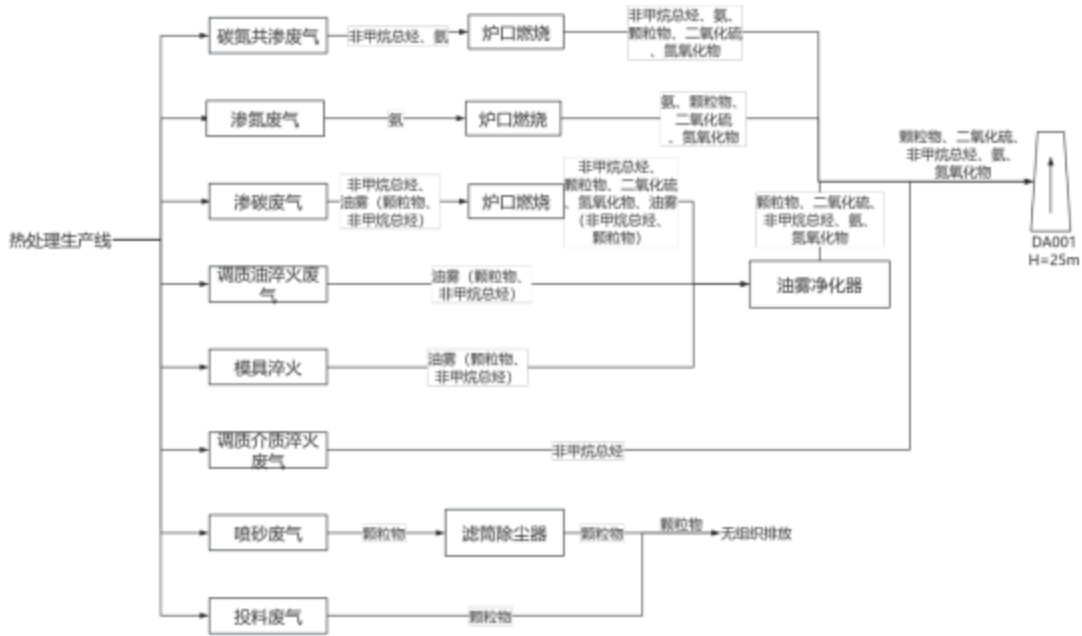 碳氮共渗废气
非甲烷总烃、氨
炉口燃烧
非甲烷总烃、氨、
颗粒物、二氧化硫
、氮氧化物
渗氮废气
氨
炉口燃烧
氨、颗粒物、
二氧化硫
、氮氧化物
颗粒物、二氧化硫、
非甲烷总烃、氨、
氮氧化物
渗碳废气
非甲烷总烃、
油雾（颗粒物、
非甲烷总烃）
炉口燃烧
非甲烷总烃、
颗粒物、二氧化硫
、氮氧化物、油雾
（非甲烷总烃、
颗粒物）
颗粒物、二氧化硫、
非甲烷总烃、氨、
氮氧化物
DA001
H=25m
热处理生产线
调质油淬火废
气
油雾（颗粒物、
非甲烷总烃）
油雾净化器
模具淬火
油雾（颗粒物、
非甲烷总烃）
调质介质淬火
废气
非甲烷总烃
喷砂废气
颗粒物
滤筒除尘器
颗粒物
颗粒物
无组织排放
投料废气
颗粒物